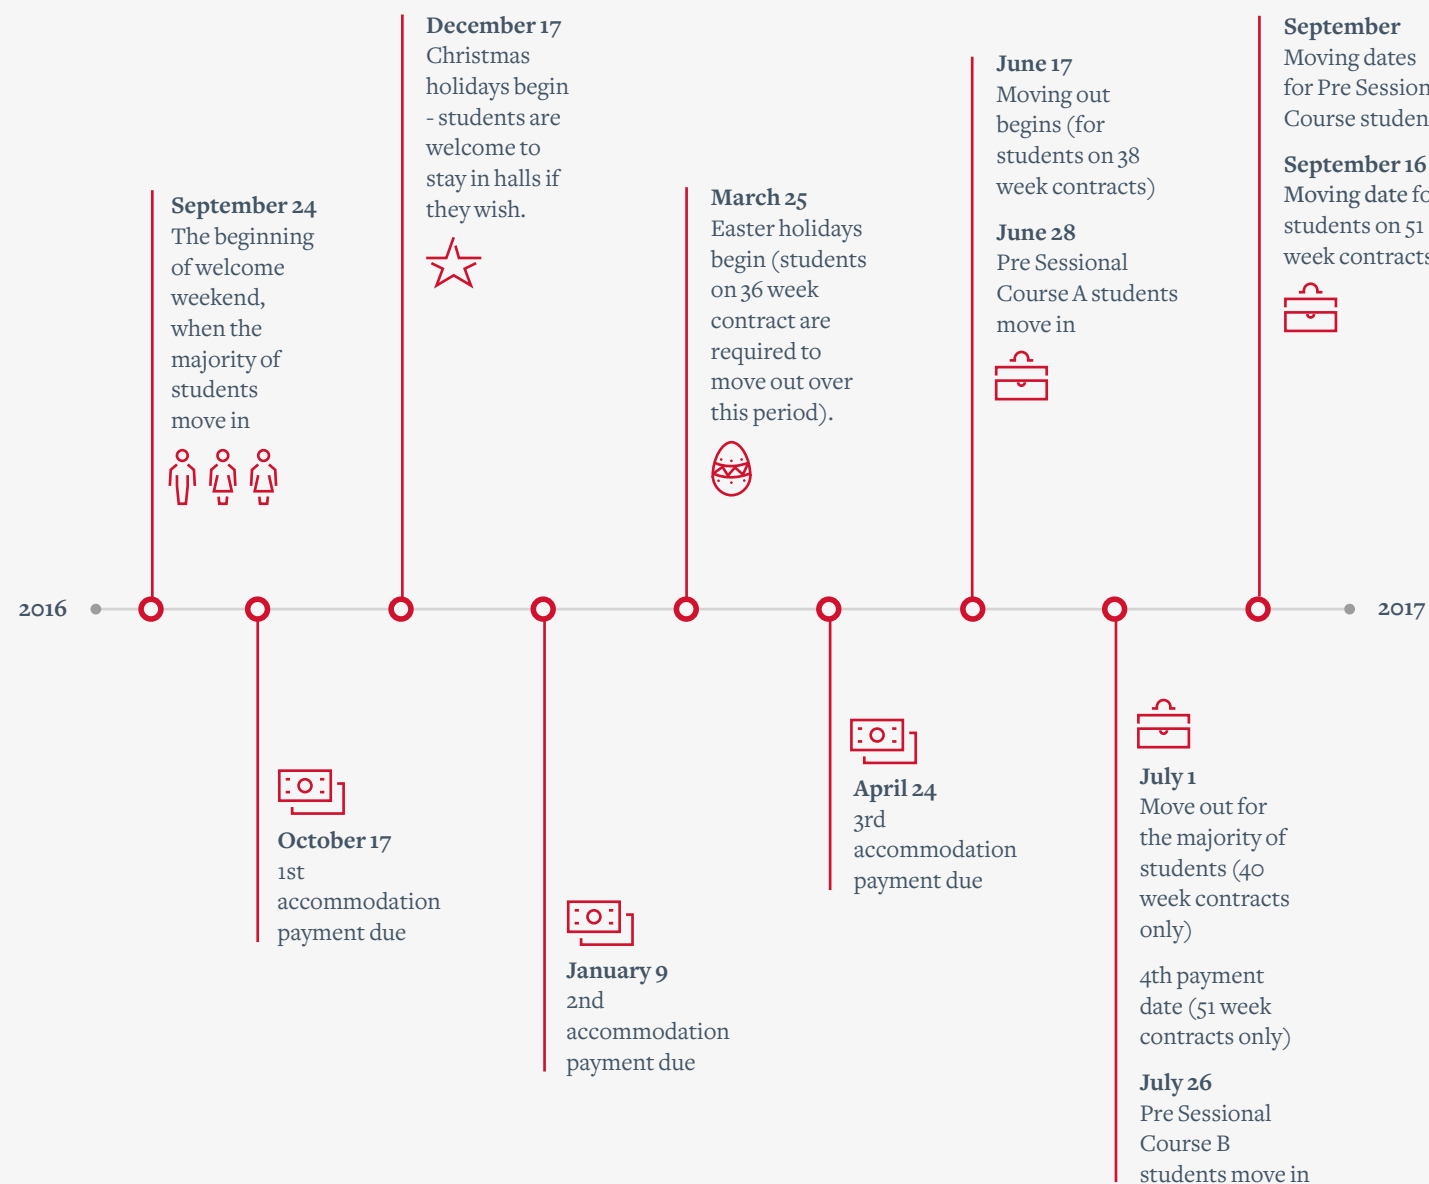 December 17
Christmas
holidays begin
- students are
welcome to
stay in halls if
they wish.
September
Moving dates
for Pre Session
Course studen
September 16
Moving date fo
students on 51
week contracts
June 17
Moving out
begins (for
students on 38
week contracts)
June 28
Pre Sessional
Course A students
move in
September 24
The beginning
of welcome
weekend,
when the
majority of
students
move in
March 25
Easter holidays
begin (students
on 36 week
contract are
required to
move out over
this period).
2016
2017
October 17
1st
accommodation
payment due
January 9
2nd
accommodation
payment due
April 24
3rd
accommodation
payment due
July 1
Move out for
the majority of
students (40
week contracts
only)
4th payment
date (51 week
contracts only)
July 26
Pre Sessional
Course B
students move in